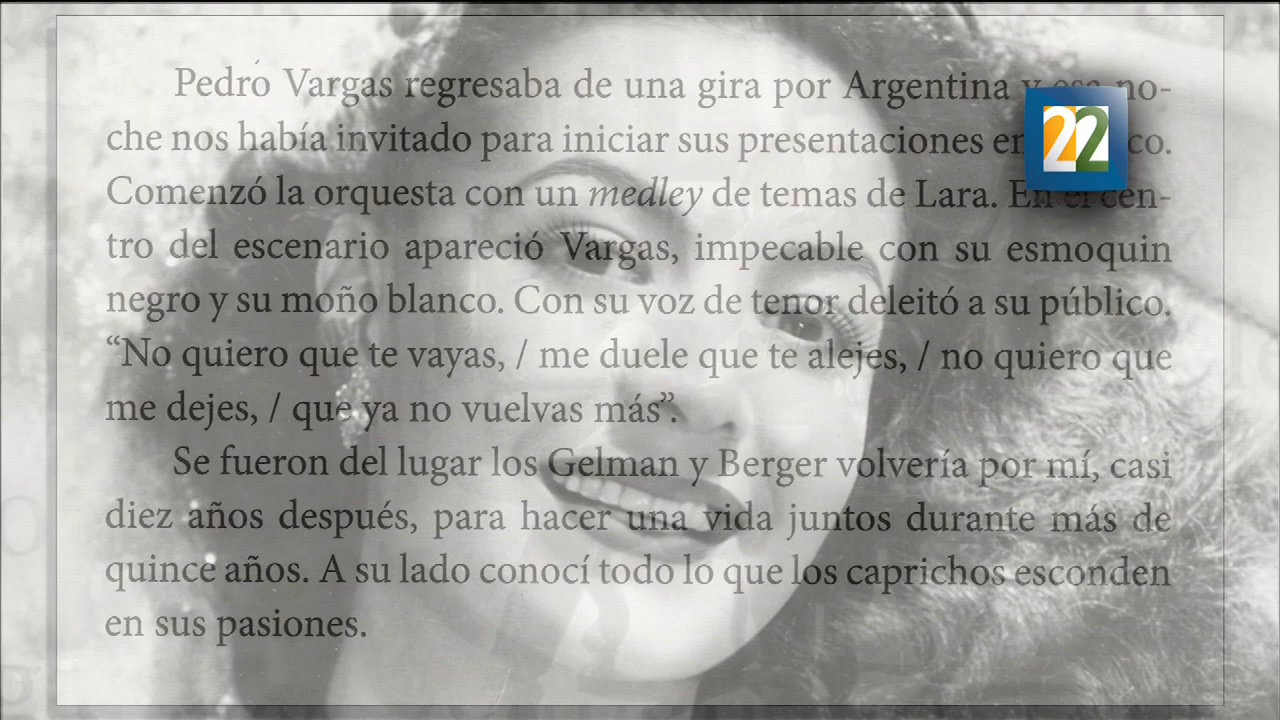 Pedro Vargas regresaba de una gira por Argentina y esa no-
che nos había invitado para iniciar sus presentaciones en co.
Comenzó la orquesta con un medley de temas de Lara. En el cen-
tro del escenario apareció Vargas, impecable con su esmoquin
negro y su moño blanco. Con su voz de tenor deleitó a su público.
“No quiero que te vayas, / me duele que te alejes, / no quiero que
me dejes, / que ya no vuelvas más”.
Se fueron del lugar los Gelman y Berger volvería por mí, casi
diez años después, para hacer una vida juntos durante más de
quince años. A su lado conocí todo lo que los caprichos esconden
en sus pasiones.
22